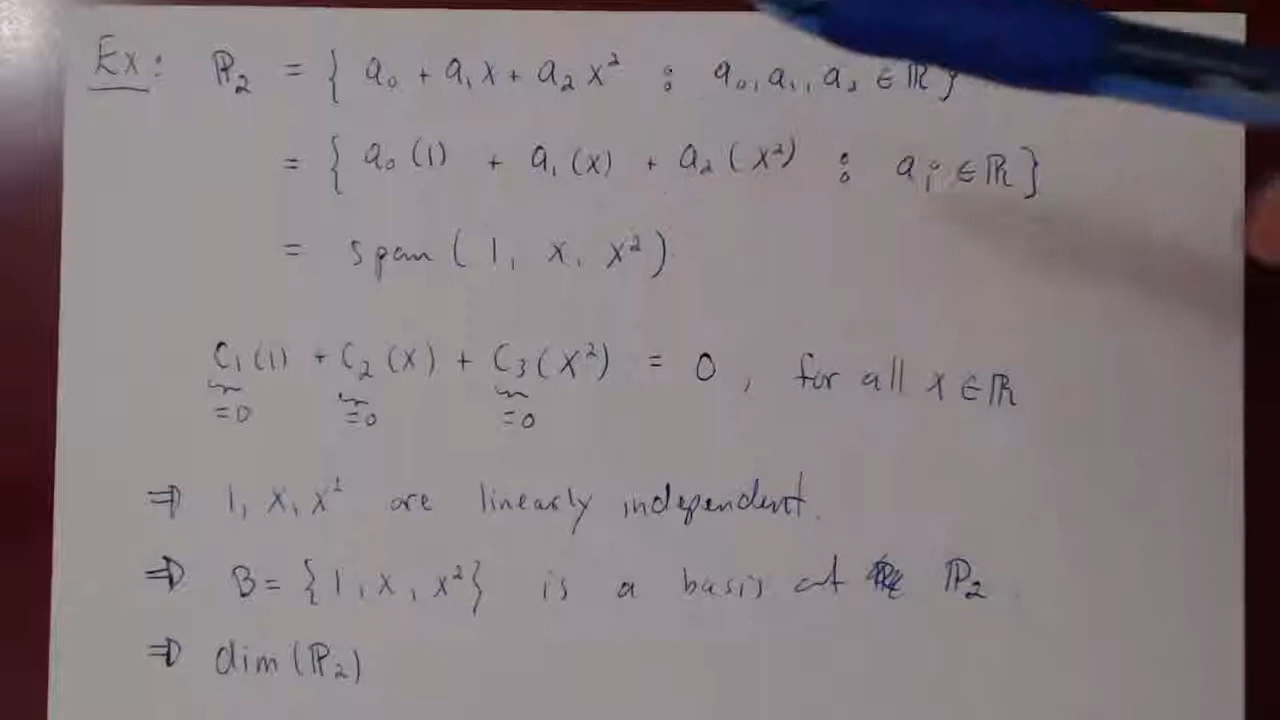 Ex: ℙ₂ = { a₀ + a₁x + a₂x² : a₀, a₁, a₂ ∈ ℝ }
= { a₀(1) + a₁(x) + a₂(x²) : aᵢ ∈ ℝ }
= span(1, x, x²)
C₁(1) + C₂(x) + C₃(x²) = 0, for all x ∈ ℝ
=0 =0 =0
⇒ 1, x, x² are linearly independent.
⇒ B = {1, x, x²} is a basis of ℙ₂.
⇒ dim(ℙ₂)